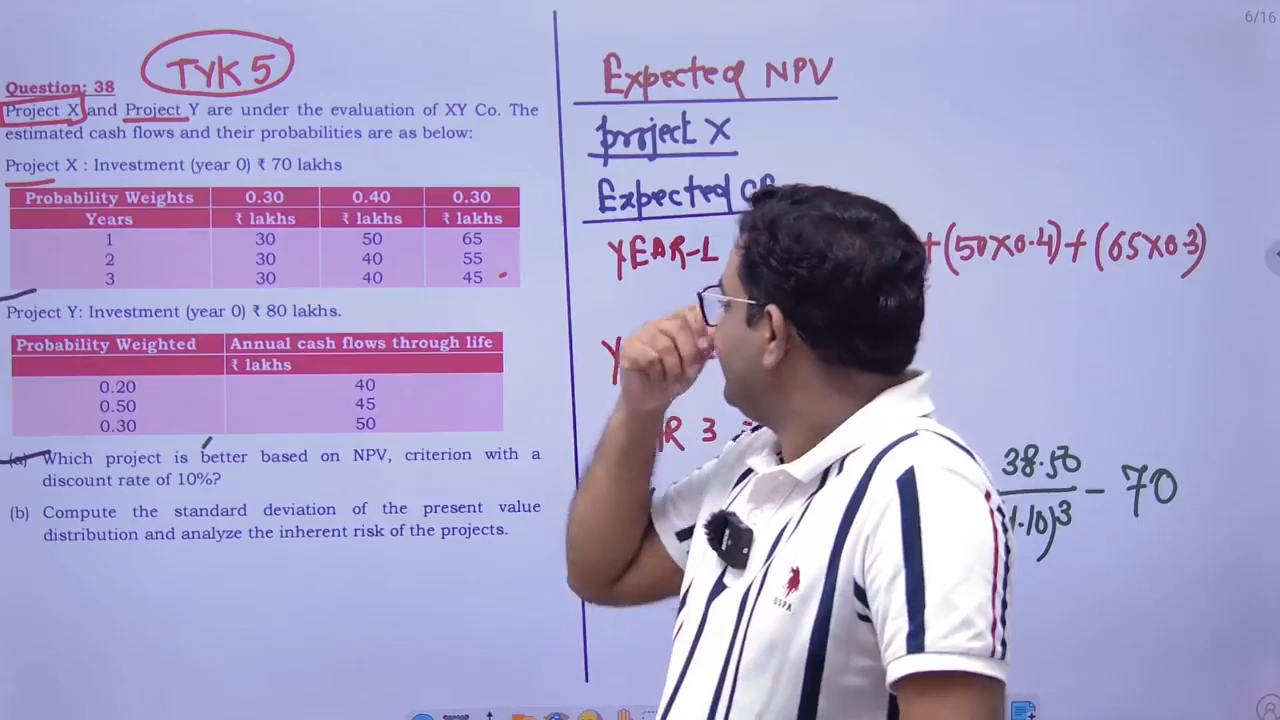 6/16
TYK 5
Question: 38
Project X and Project Y are under the evaluation of XY Co. The
estimated cash flows and their probabilities are as below:
Project X : Investment (year 0) ₹ 70 lakhs
Probability Weights 0.30 0.40 0.30
Years ₹ lakhs ₹ lakhs ₹ lakhs
1 30 50 65
2 30 40 55
3 30 40 45
Project Y: Investment (year 0) ₹ 80 lakhs.
Probability Weighted Annual cash flows through life
₹ lakhs
0.20 40
0.50 45
0.30 50
(a) Which project is better based on NPV, criterion with a
discount rate of 10%?
(b) Compute the standard deviation of the present value
distribution and analyze the inherent risk of the projects.
Expected NPV
Project X
Expected
YEAR-1 +(50×0.4)+(65×0.3)
3 =
38.50
(1.10)3 - 70
USPA